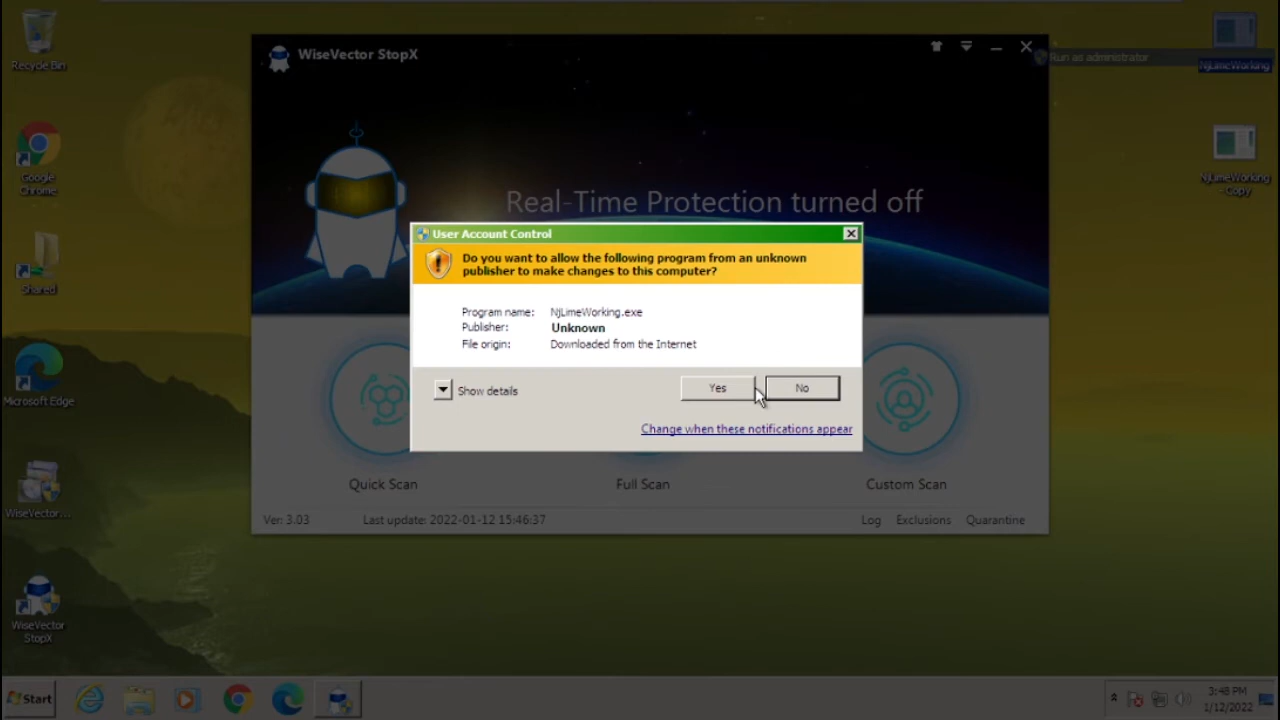 Recycle Bin
Google
Chrome
Shared
Microsoft Edge
WiseVector...
WiseVector
StopX
WiseVector StopX
Run as administrator
NjLimeWorking
NjLimeWorking
- Copy
Real-Time Protection turned off
User Account Control
Do you want to allow the following program from an unknown
publisher to make changes to this computer?
Program name: NjLimeWorking.exe
Publisher: Unknown
File origin: Downloaded from the Internet
Show details
Yes
No
Change when these notifications appear
Quick Scan
Full Scan
Custom Scan
Ver: 3.03
Last update: 2022-01-12 15:46:37
Log
Exclusions
Quarantine
Start
3:48 PM
1/12/2022